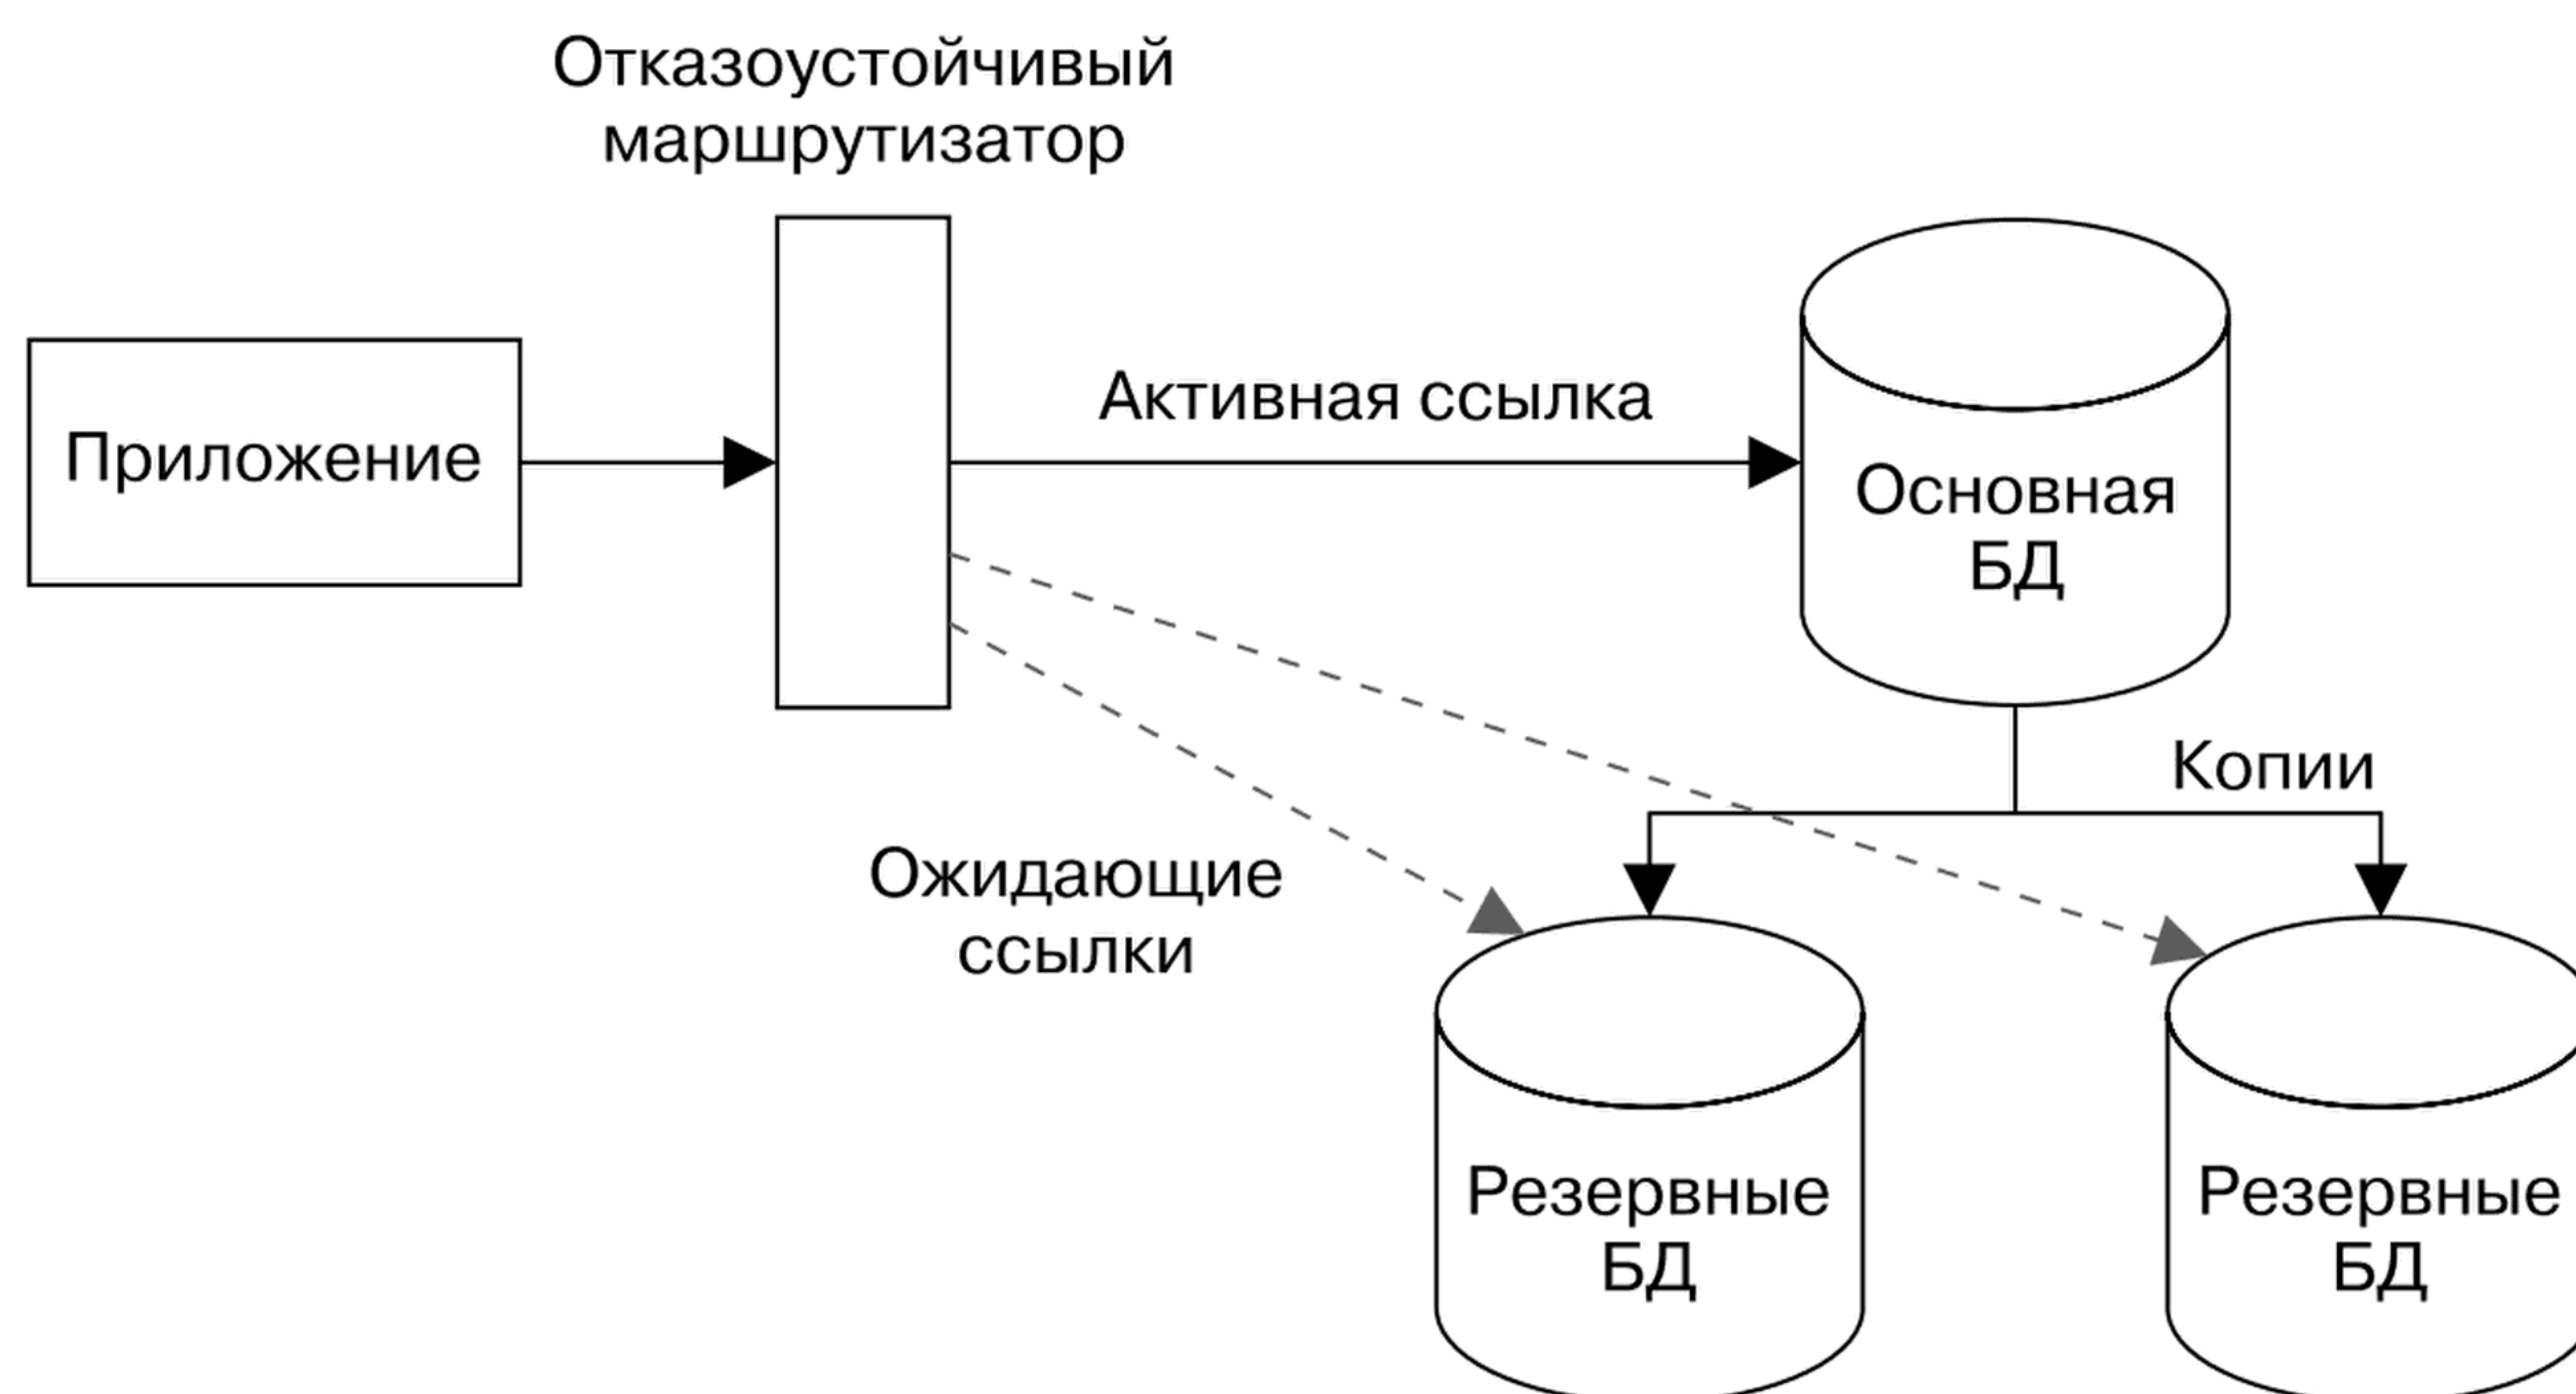 Отказоустойчивый
маршрутизатор
Приложение
Активная ссылка
Основная
БД
Копии
Ожидающие
ссылки
Резервные
БД
Резервные
БД